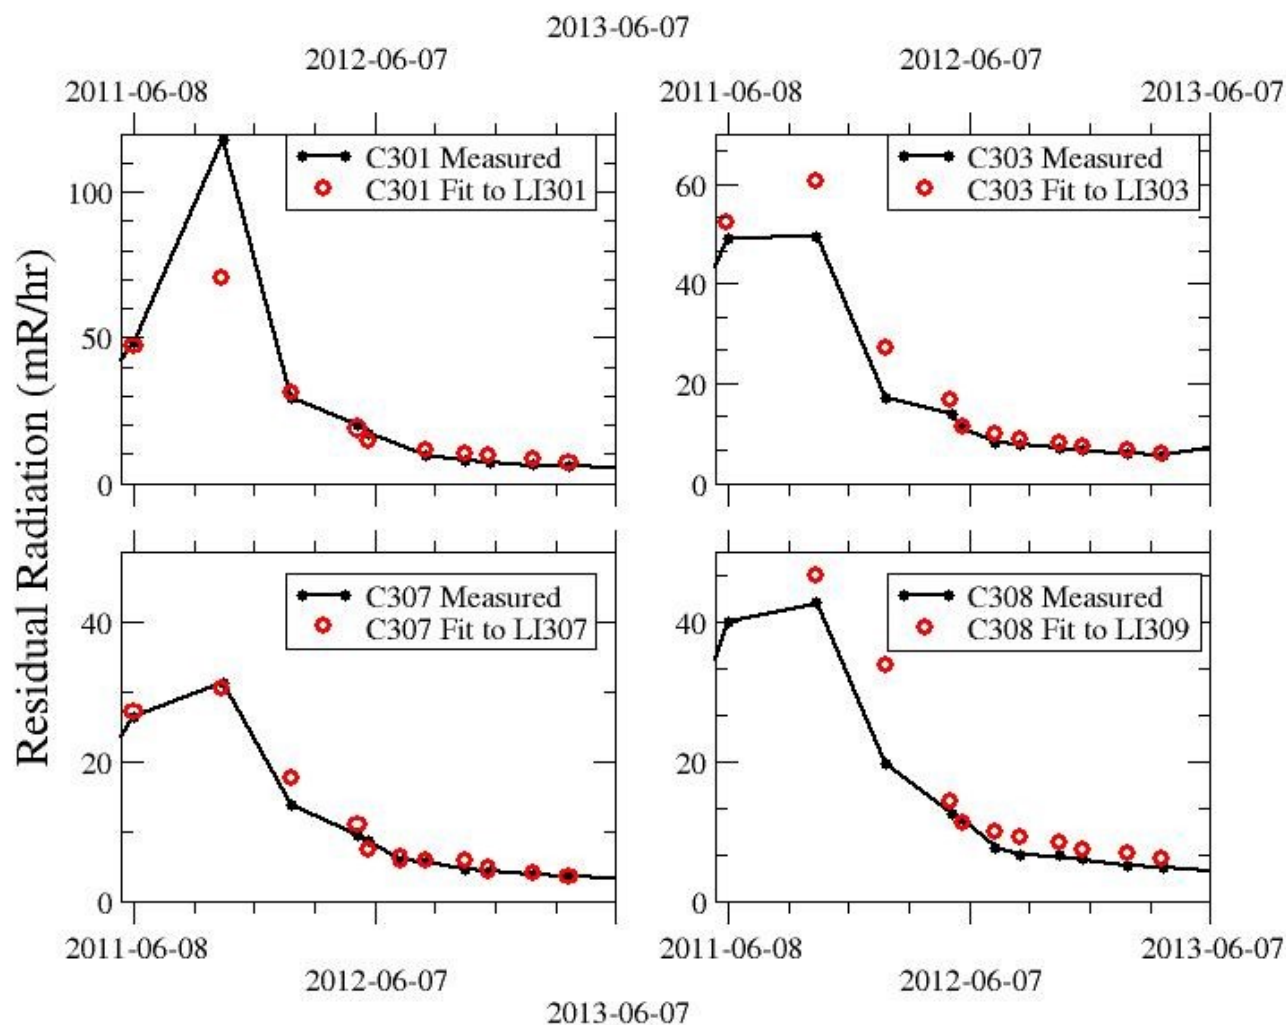 2013-06-07
2012-06-07
2012-06-07
2011-06-08
2011-06-08
2013-06-07
C301 Measured
C301 Fit to LI301
100
50
0
C303 Measured
C303 Fit to LI303
60
40
20
0
Residual Radiation (mR/hr)
C307 Measured
C307 Fit to LI307
40
20
0
C308 Measured
C308 Fit to LI309
40
20
0
2011-06-08
2011-06-08
2013-06-07
2012-06-07
2012-06-07
2013-06-07